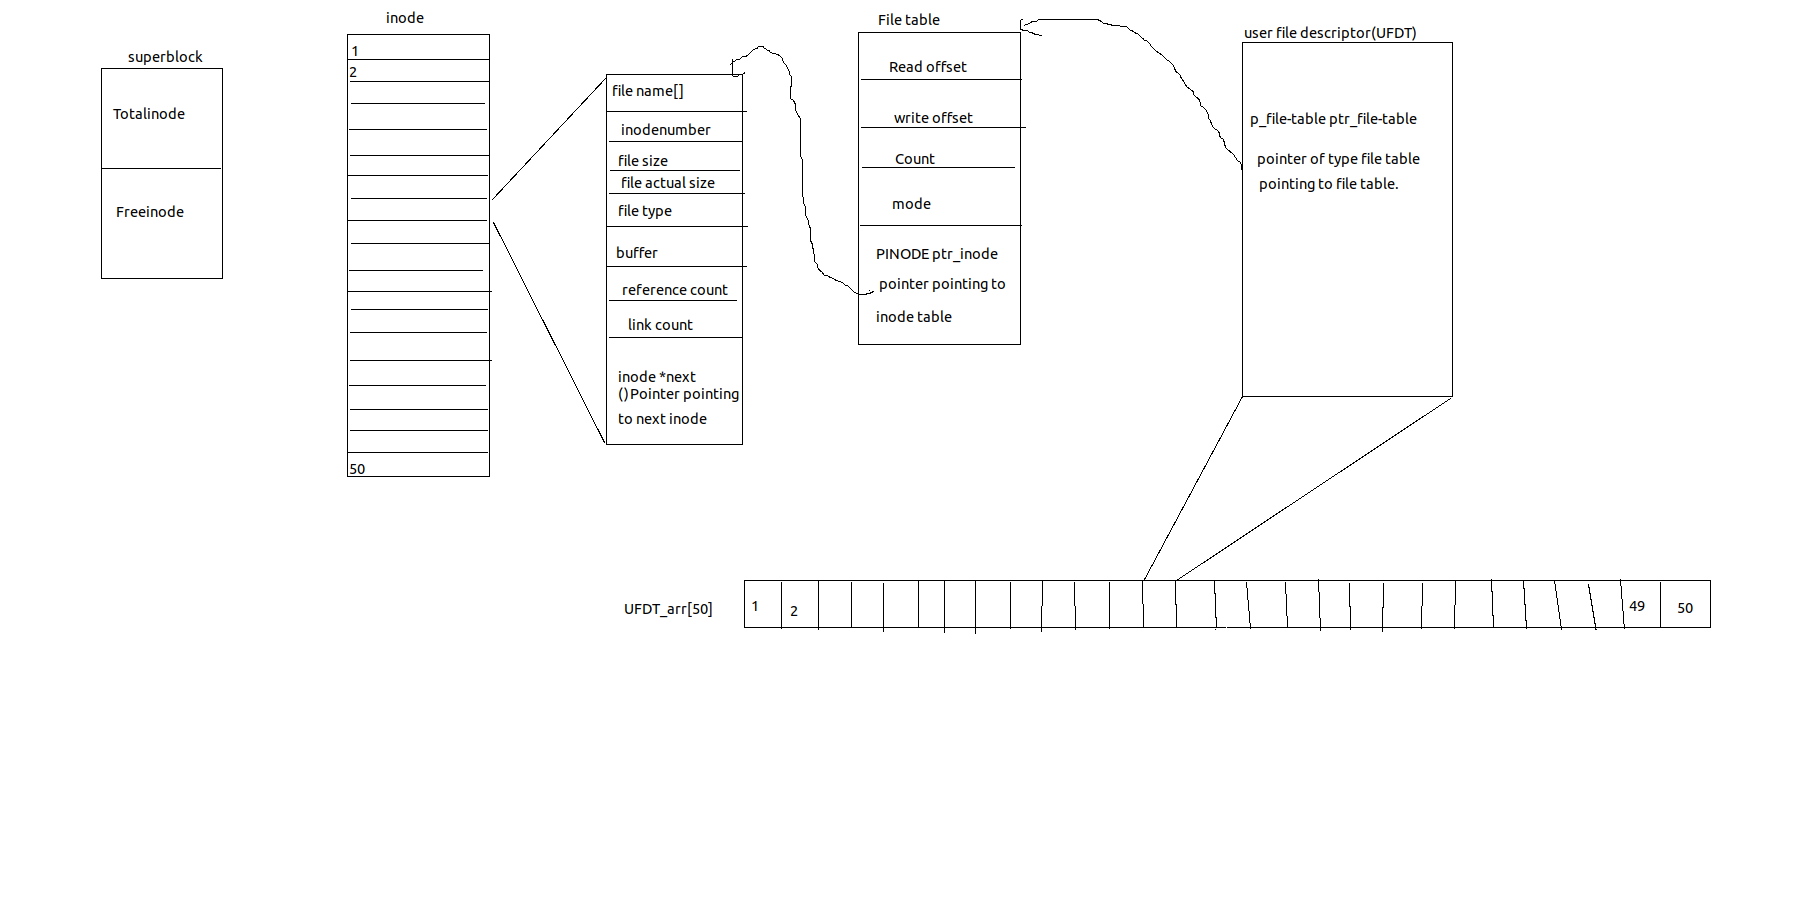 superblock
Totalinode
Freeinode
inode
1
2
50
file name[]
inodenumber
file size
file actual size
file type
buffer
reference count
link count
inode *next
()Pointer pointing
to next inode
File table
Read offset
write offset
Count
mode
PINODE ptr_inode
pointer pointing to
inode table
user file descriptor(UFDT)
p_file-table ptr_file-table
pointer of type file table
pointing to file table.
UFDT_arr[50]
1
2
49
50